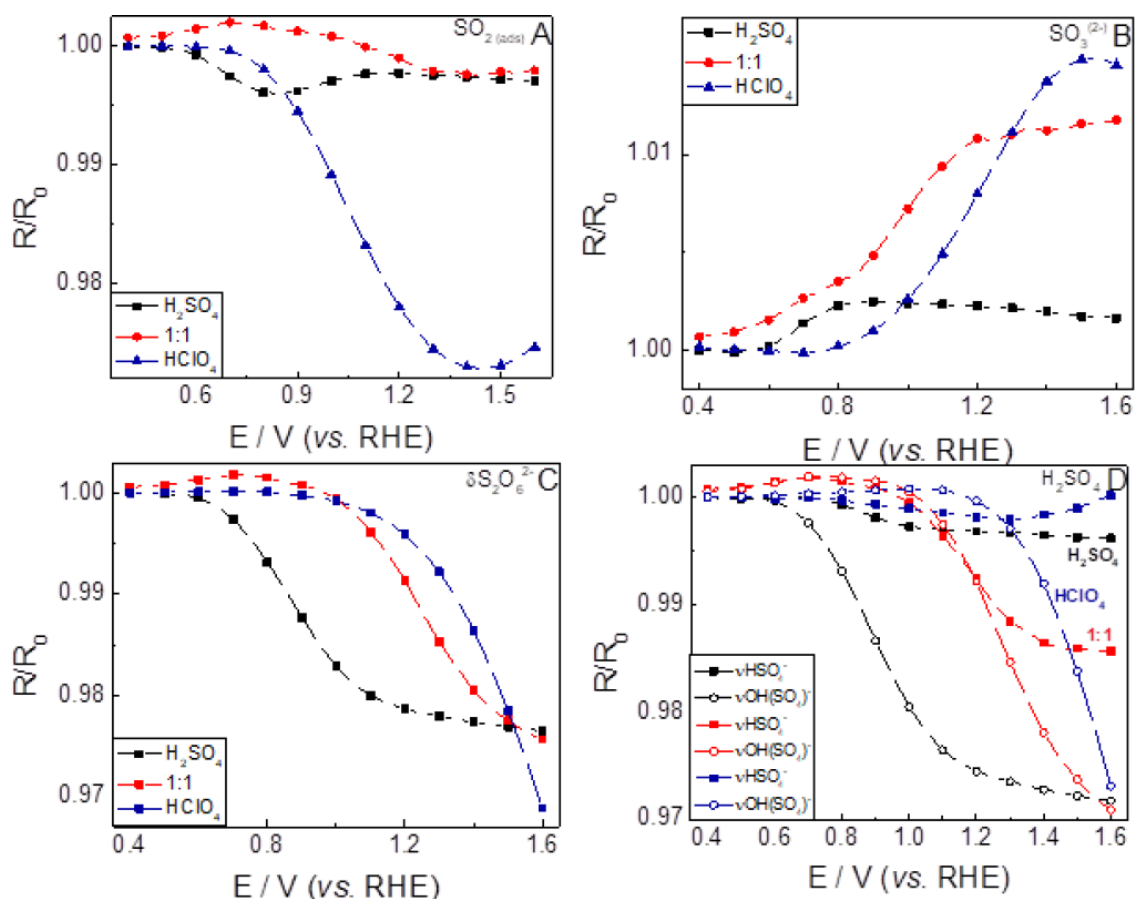 SO₂ (ads) A
1.00
0.99
0.98
R/R₀
H₂SO₄
1:1
HClO₄
0.6 0.9 1.2 1.5
E / V (vs. RHE)
SO₃⁽²⁻⁾ B
H₂SO₄
1:1
HClO₄
1.01
1.00
R/R₀
0.4 0.8 1.2 1.6
E / V (vs. RHE)
δS₂O₆²⁻ C
1.00
0.99
0.98
0.97
R/R₀
H₂SO₄
1:1
HClO₄
0.4 0.8 1.2 1.6
E / V (vs. RHE)
H₂SO₄ D
1.00
0.99
0.98
0.97
R/R₀
H₂SO₄
HClO₄
1:1
νHSO₄⁻
νOH(SO₄)⁻
νHSO₄⁻
νOH(SO₄)⁻
νHSO₄⁻
νOH(SO₄)⁻
0.4 0.6 0.8 1.0 1.2 1.4 1.6
E / V (vs. RHE)